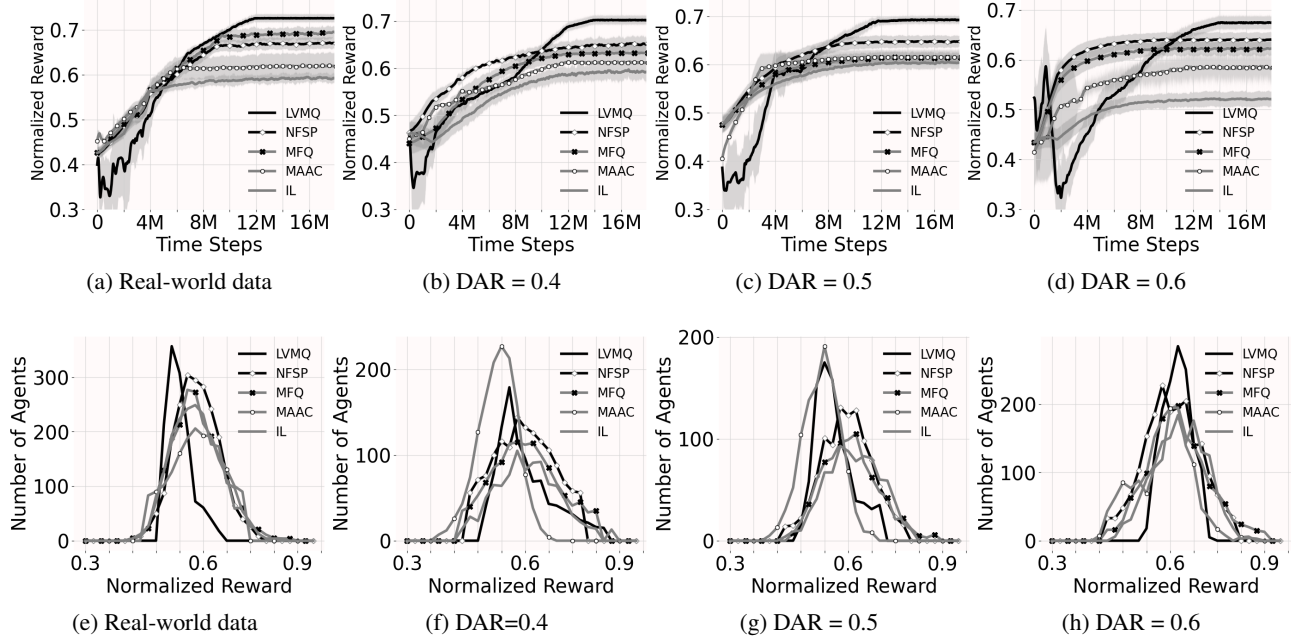 Normalized Reward
0.7
0.6
0.5
0.4
0.3
LVMQ
NFSP
MFQ
MAAC
IL
0 4M 8M 12M 16M
Time Steps
(a) Real-world data
Normalized Reward
0.7
0.6
0.5
0.4
0.3
LVMQ
NFSP
MFQ
MAAC
IL
0 4M 8M 12M 16M
Time Steps
(b) DAR = 0.4
Normalized Reward
0.7
0.6
0.5
0.4
0.3
LVMQ
NFSP
MFQ
MAAC
IL
0 4M 8M 12M 16M
Time Steps
(c) DAR = 0.5
Normalized Reward
0.7
0.6
0.5
0.4
0.3
LVMQ
NFSP
MFQ
MAAC
IL
0 4M 8M 12M 16M
Time Steps
(d) DAR = 0.6
Number of Agents
300
200
100
0
LVMQ
NFSP
MFQ
MAAC
IL
0.3 0.6 0.9
Normalized Reward
(e) Real-world data
Number of Agents
200
100
0
LVMQ
NFSP
MFQ
MAAC
IL
0.3 0.6 0.9
Normalized Reward
(f) DAR=0.4
Number of Agents
200
100
0
LVMQ
NFSP
MFQ
MAAC
IL
0.3 0.6 0.9
Normalized Reward
(g) DAR = 0.5
Number of Agents
200
100
0
LVMQ
NFSP
MFQ
MAAC
IL
0.3 0.6 0.9
Normalized Reward
(h) DAR = 0.6